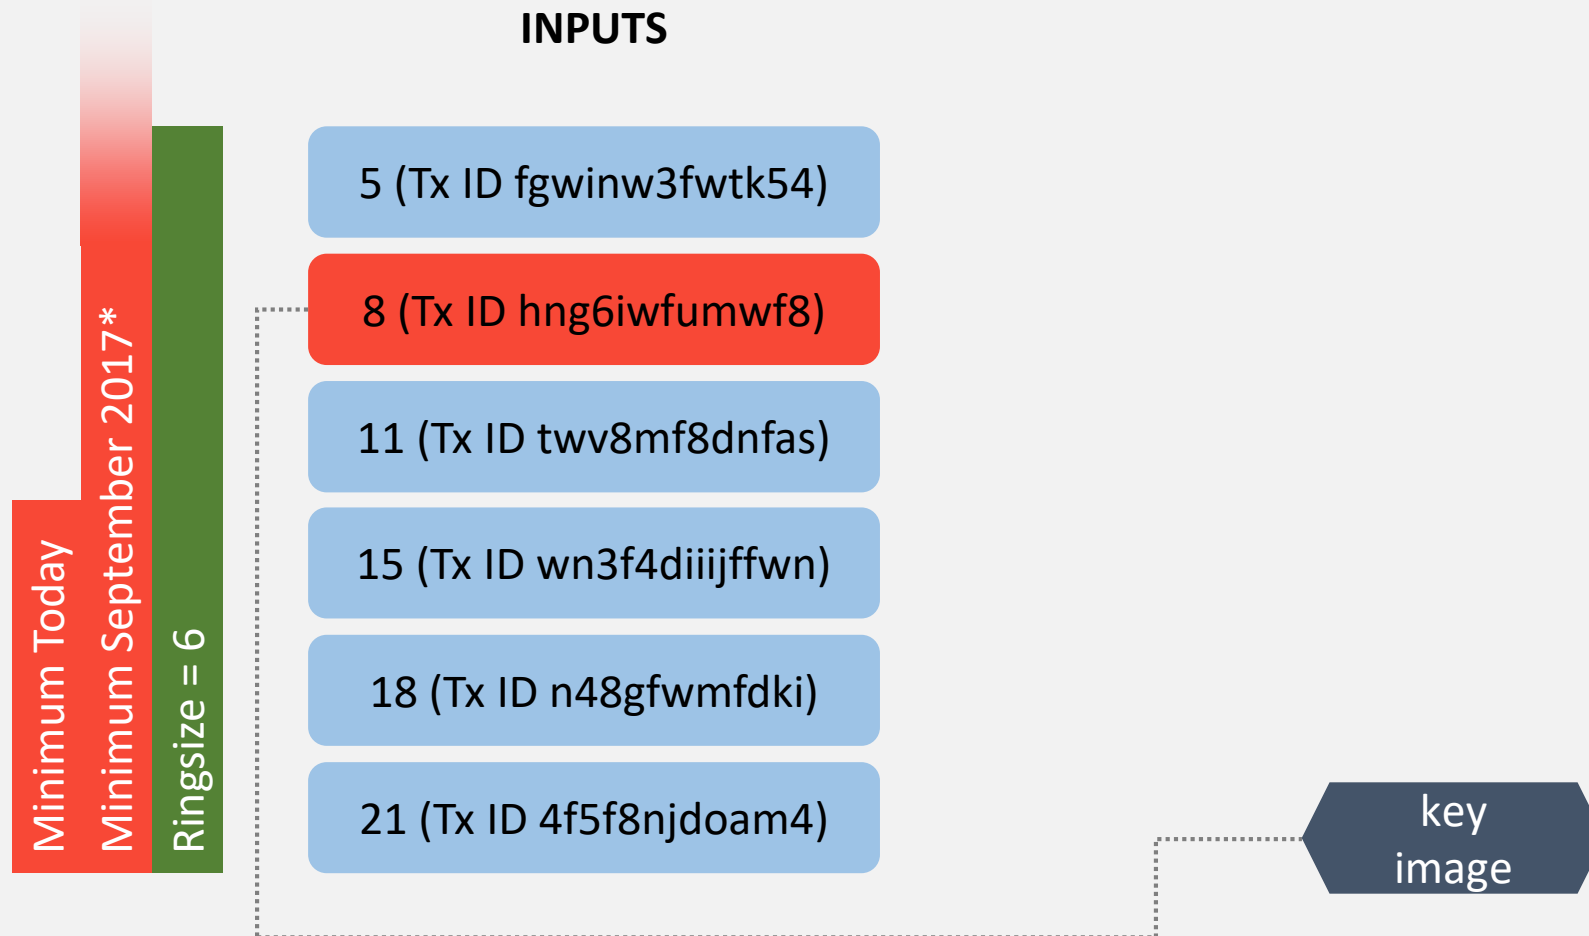 INPUTS
5 (Tx ID fgwinw3fwtk54)
8 (Tx ID hng6iwfumwf8)
11 (Tx ID twv8mf8dnfas)
15 (Tx ID wn3f4diiijffwn)
18 (Tx ID n48gfwmfdki)
21 (Tx ID 4f5f8njdoam4)
Minimum Today
Minimum September 2017*
Ringsize = 6
key
image